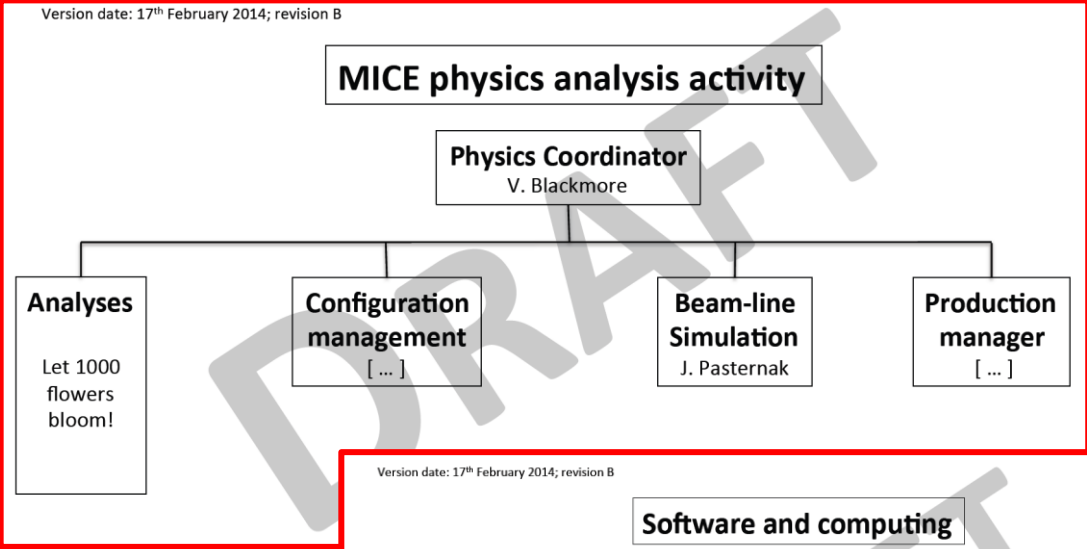 Version date: 17th February 2014; revision B
MICE physics analysis activity
Physics Coordinator
V. Blackmore
Analyses
Let 1000
flowers
bloom!
Configuration
management
[ ... ]
Beam-line
Simulation
J. Pasternak
Production
manager
[ ... ]
DRAFT
Version date: 17th February 2014; revision B
Software and computing